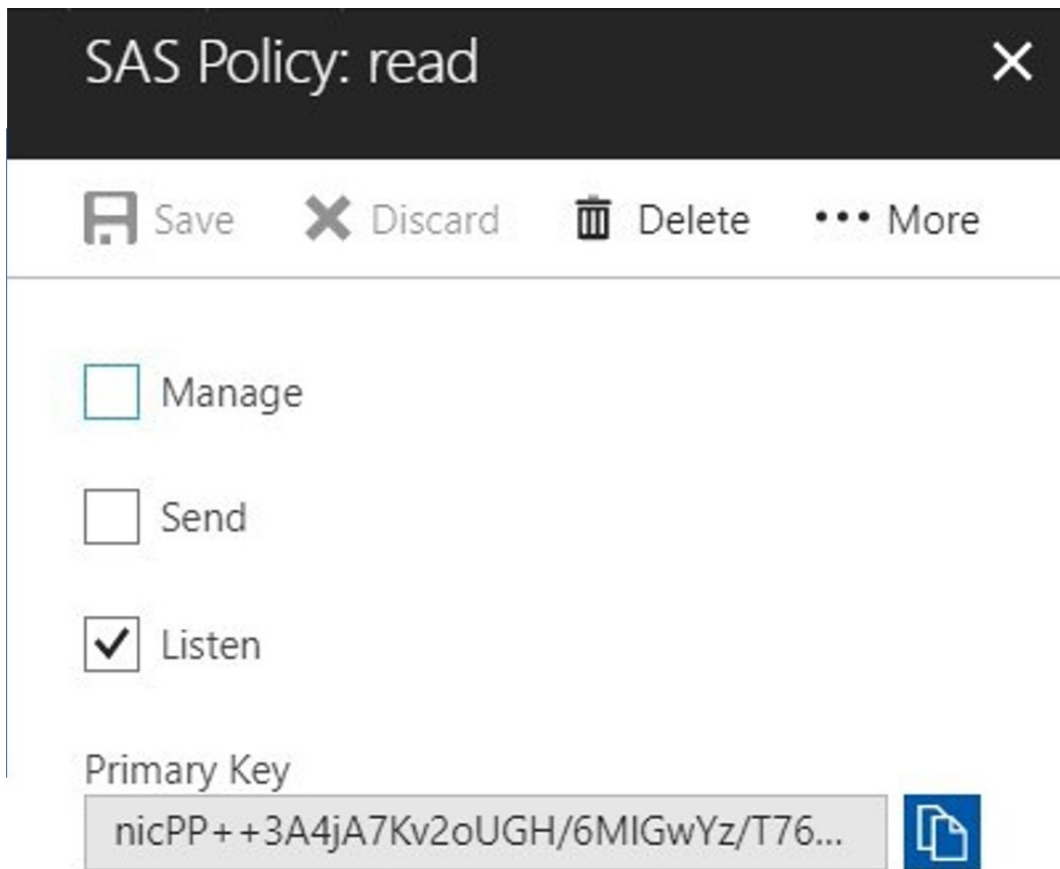 SAS Policy: read
Save Discard Delete More
Manage
Send
Listen
Primary Key
nicPP++3A4jA7Kv2oUGH/6MIGwYz/T76...